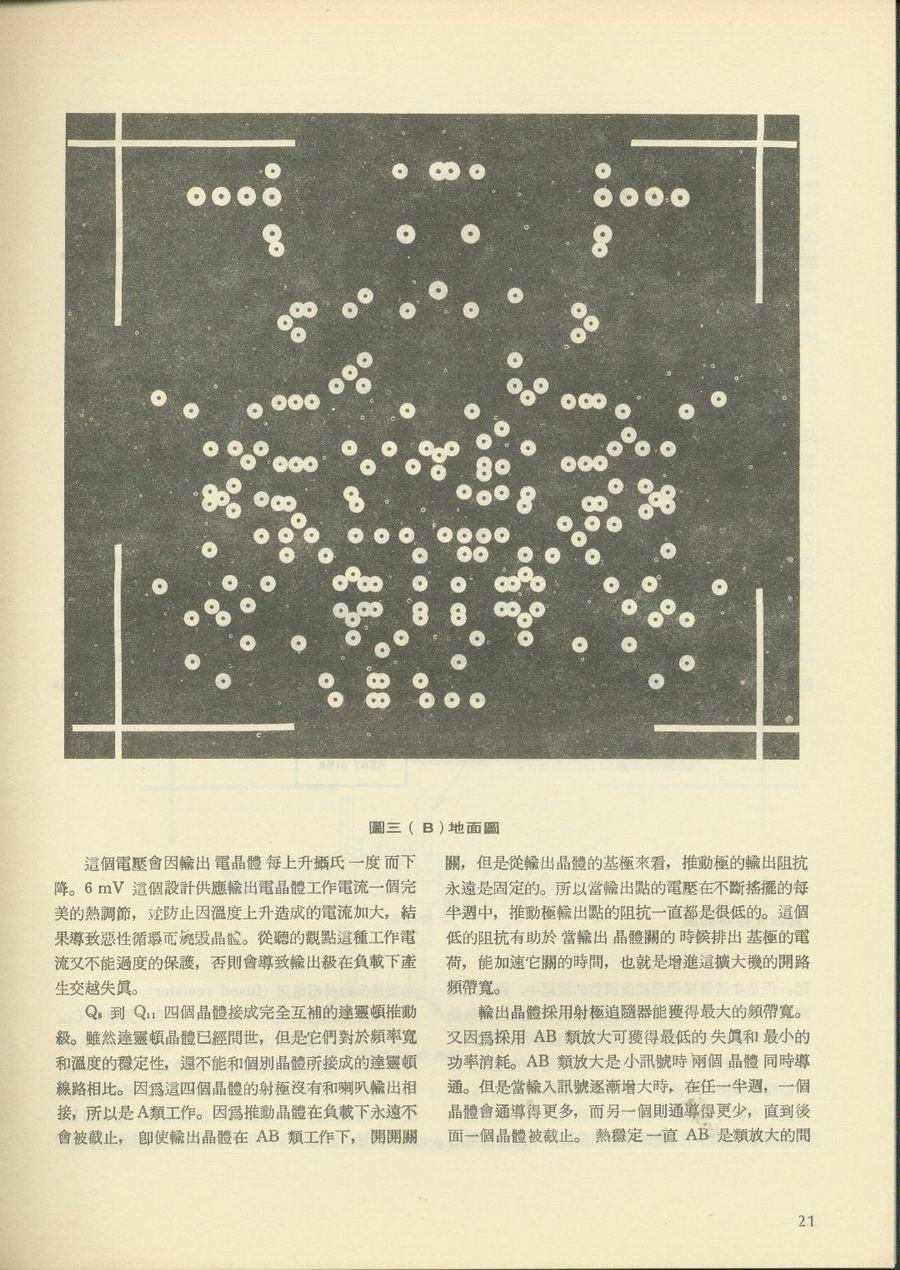 圖三（B)地面圖
這個電壓會因輸出電晶體每上升攝氏一度而下
降。6 mV 這個設計供應輸出電晶體工作電流一個完
美的熱調節，並防止因溫度上升造成的電流加大，結
果導致惡性循環而燒毀晶體。從聽的觀點這種工作電
流又不能過度的保護，否則會導致輸出級在負載下產
生交越失眞。
Q₈ 到 Q₁₁ 四個晶體接成完全互補的達靈頓推動
級。雖然達靈頓晶體已經問世，但是它們對於頻率寬
和溫度的穩定性，還不能和個別晶體所接成的達靈頓
線路相比。因爲這四個晶體的射極沒有和喇叭輸出相
接，所以是A類工作。因爲推動晶體在負載下永遠不
會被截止，卽使輸出晶體在 AB 類工作下，開開關
關，但是從輸出晶體的基極來看，推動極的輸出阻抗
永遠是固定的。所以當輸出點的電壓在不斷搖擺的每
半週中，推動極輸出點的阻抗一直都是很低的。這個
低的阻抗有助於當輸出晶體關的時候排出基極的電
荷，能加速它關的時間，也就是增進這擴大機的開路
頻帶寬。
輸出晶體採用射極追隨器能獲得最大的頻帶寬。
又因爲採用 AB 類放大可獲得最低的失眞和最小的
功率消耗。AB 類放大是小訊號時兩個晶體同時導
通。但是當輸入訊號逐漸增大時，在任一半週，一個
晶體會通導得更多，而另一個則通導得更少，直到後
面一個晶體被截止。熱穩定一直 AB 是類放大的問
21